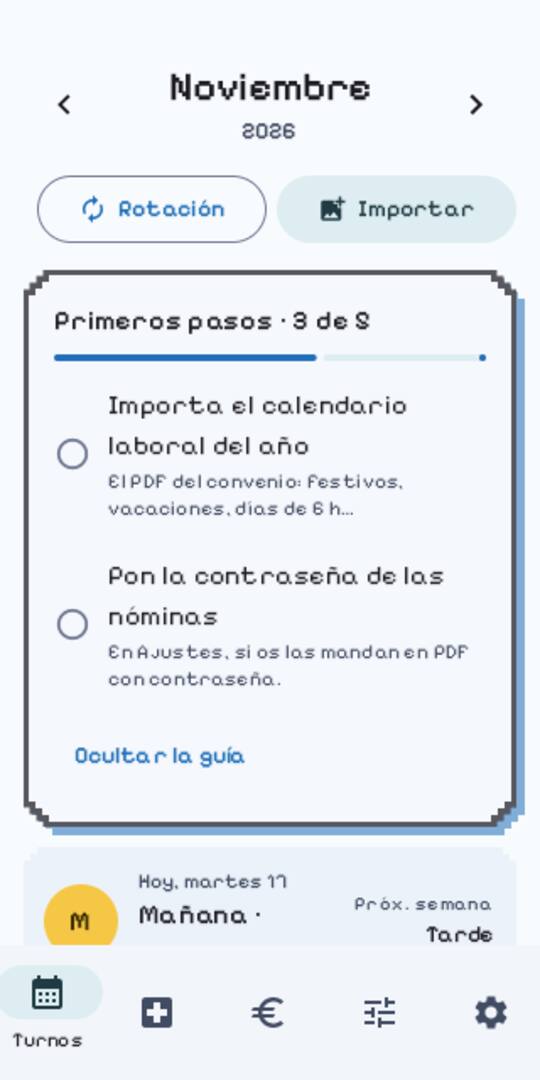 Noviembre
2026
Rotación
Importar
Primeros pasos · 3 de 5
Importa el calendario
laboral del año
El PDF del convenio: festivos,
vacaciones, días de 6 h…
Pon la contraseña de las
nóminas
En Ajustes, si os las mandan en PDF
con contraseña.
Ocultar la guía
Hoy, martes 17
M
Mañana ·
Próx. semana
Tarde
Turnos